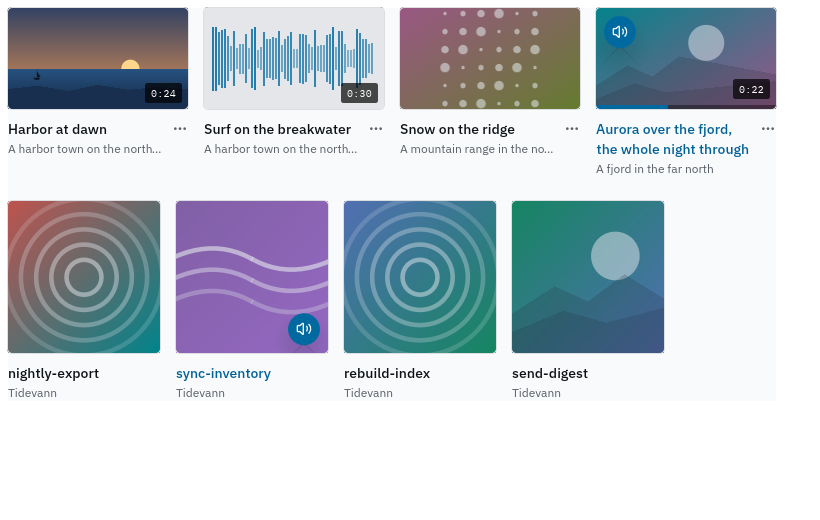 0:24
0:30
0:22
Harbor at dawn
A harbor town on the north...
Surf on the breakwater
A harbor town on the north...
Snow on the ridge
A mountain range in the no...
Aurora over the fjord,
the whole night through
A fjord in the far north
nightly-export
Tidevann
sync-inventory
Tidevann
rebuild-index
Tidevann
send-digest
Tidevann